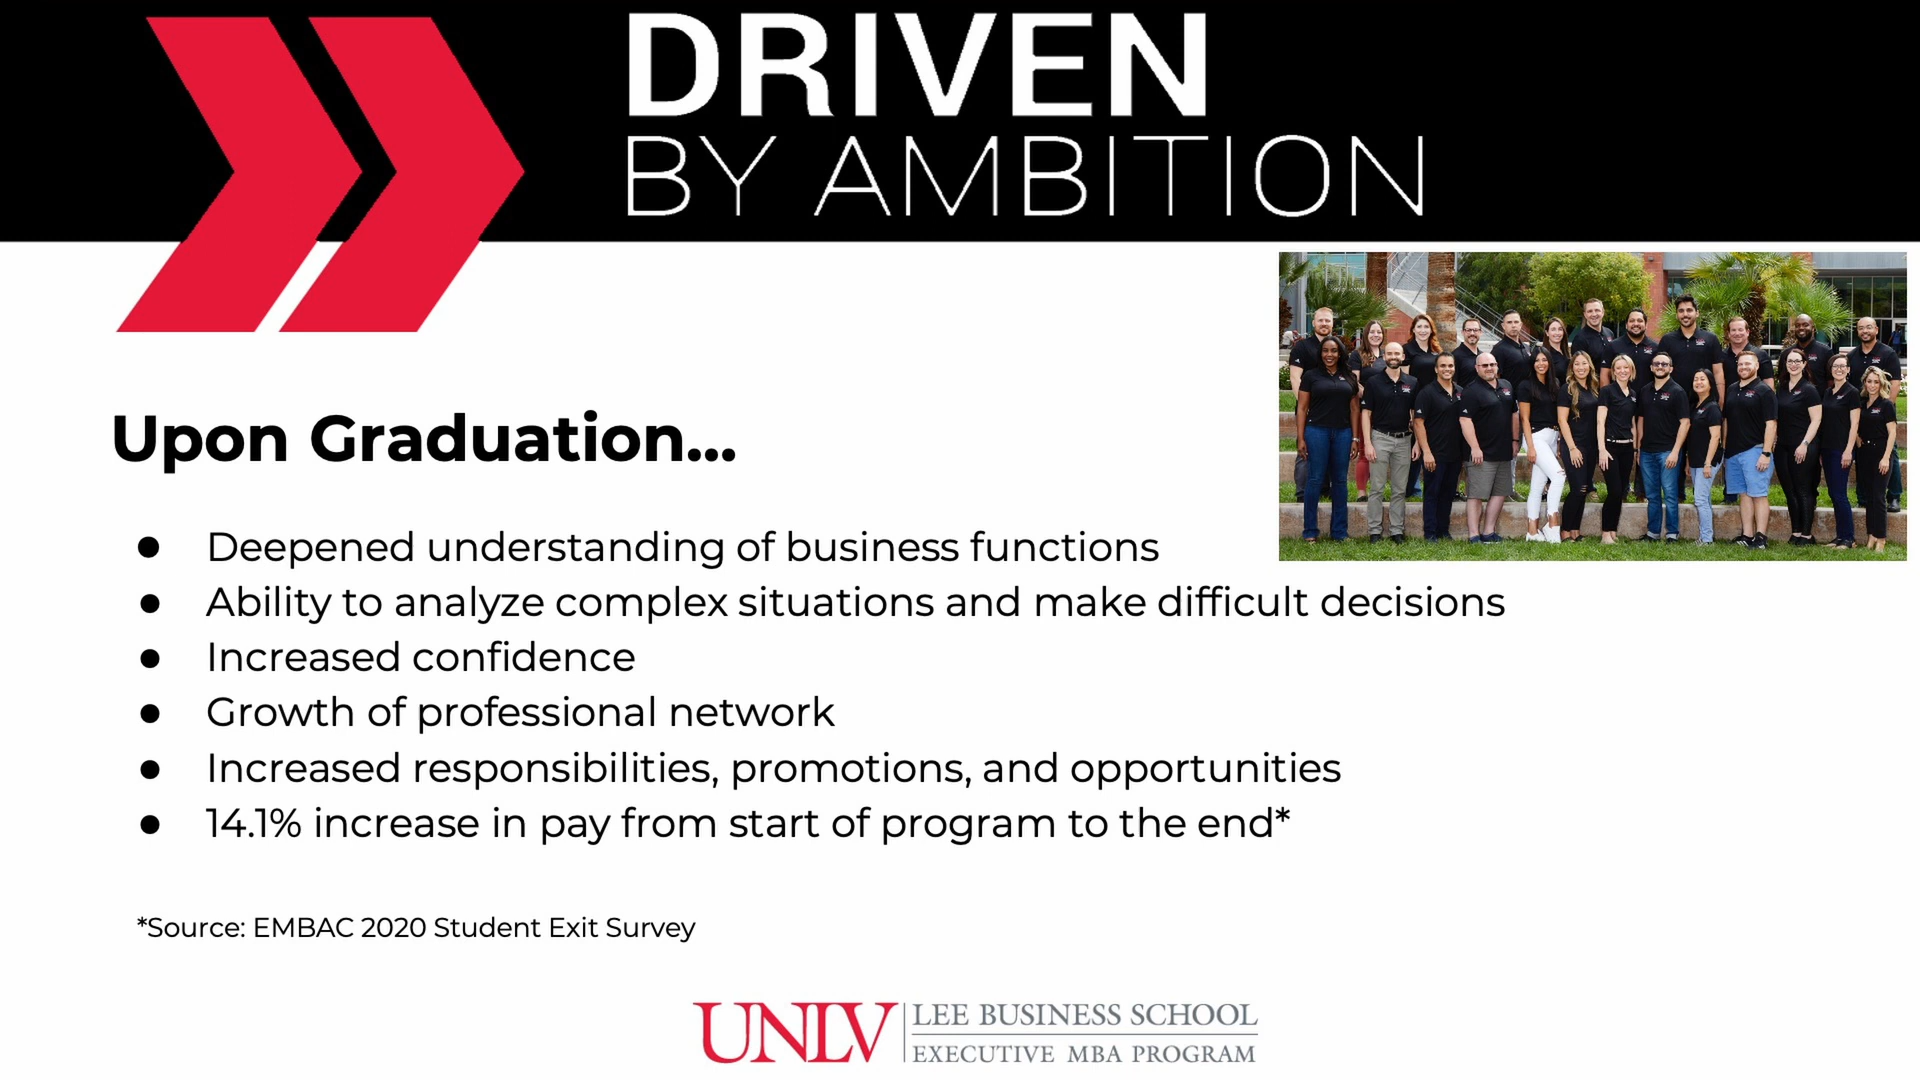 DRIVEN
BY AMBITION
Upon Graduation...
● Deepened understanding of business functions
● Ability to analyze complex situations and make difficult decisions
● Increased confidence
● Growth of professional network
● Increased responsibilities, promotions, and opportunities
● 14.1% increase in pay from start of program to the end*
*Source: EMBAC 2020 Student Exit Survey
UNLV LEE BUSINESS SCHOOL
EXECUTIVE MBA PROGRAM